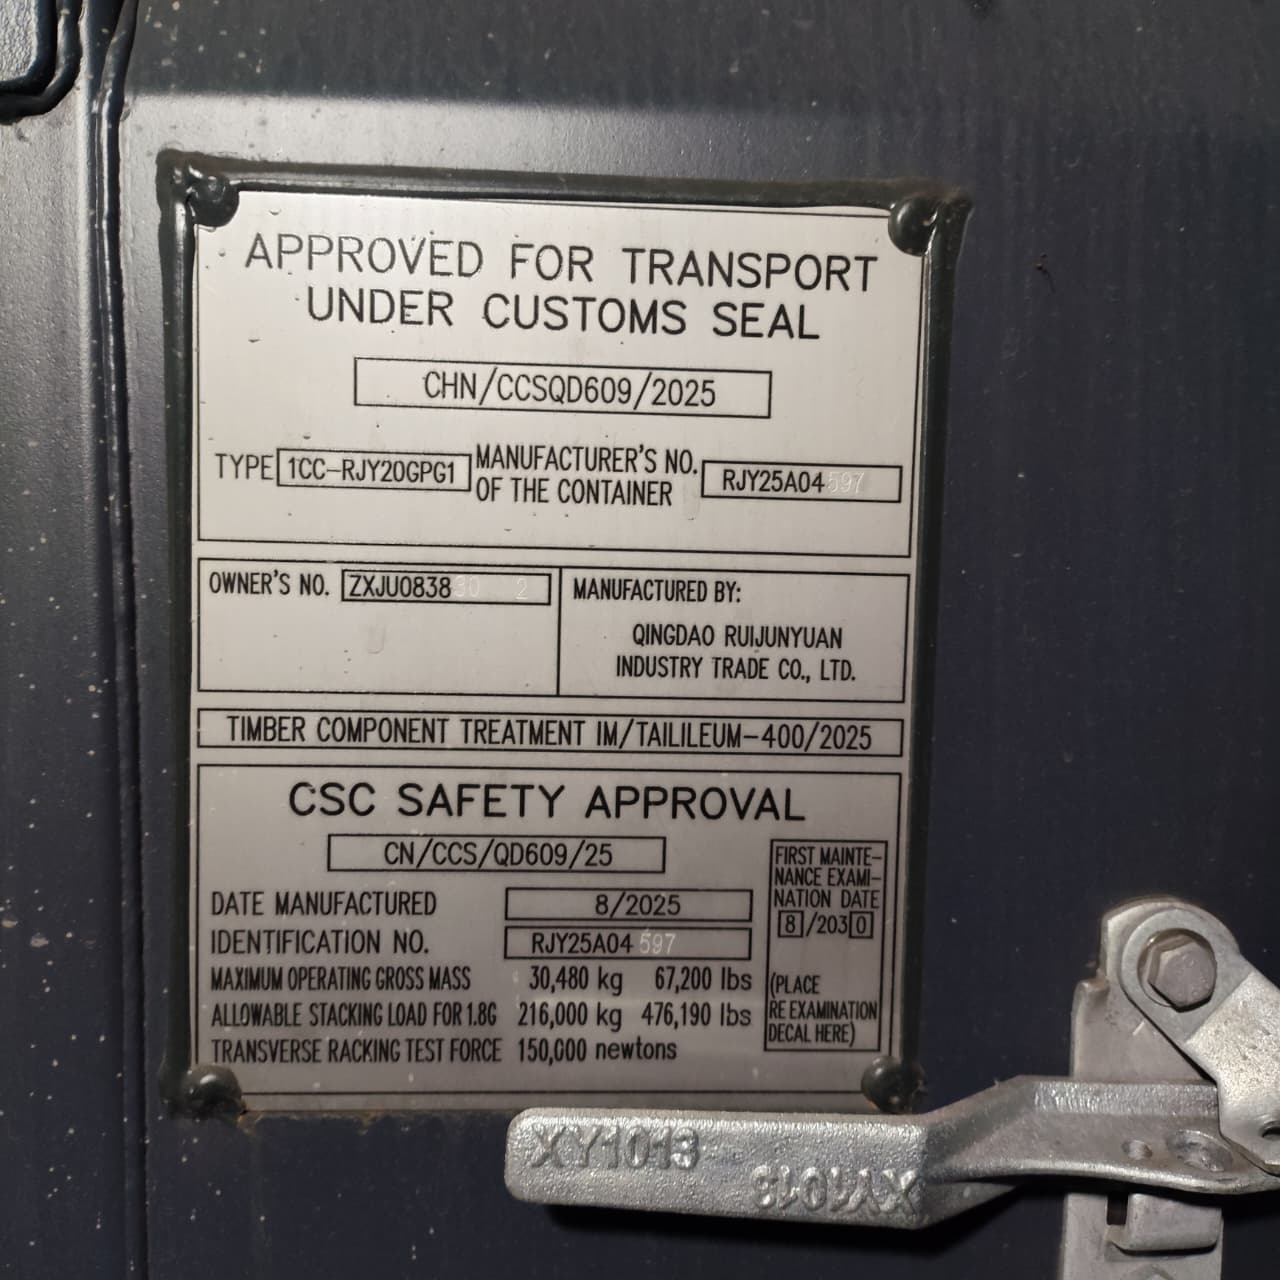 APPROVED FOR TRANSPORT
UNDER CUSTOMS SEAL
CHN/CCSQD609/2025
TYPE 1CC-RJY20GPG1 MANUFACTURER'S NO. OF THE CONTAINER RJY25A04597
OWNER'S NO. ZXJU083830 2
MANUFACTURED BY:
QINGDAO RUIJUNYUAN
INDUSTRY TRADE CO., LTD.
TIMBER COMPONENT TREATMENT IM/TAILILEUM-400/2025
CSC SAFETY APPROVAL
CN/CCS/QD609/25
DATE MANUFACTURED 8/2025
IDENTIFICATION NO. RJY25A04597
MAXIMUM OPERATING GROSS MASS 30,480 kg 67,200 lbs
ALLOWABLE STACKING LOAD FOR 1.8G 216,000 kg 476,190 lbs
TRANSVERSE RACKING TEST FORCE 150,000 newtons
FIRST MAINTE-
NANCE EXAMI-
NATION DATE
8/2030
(PLACE
RE EXAMINATION
DECAL HERE)
XY1013
XY1013